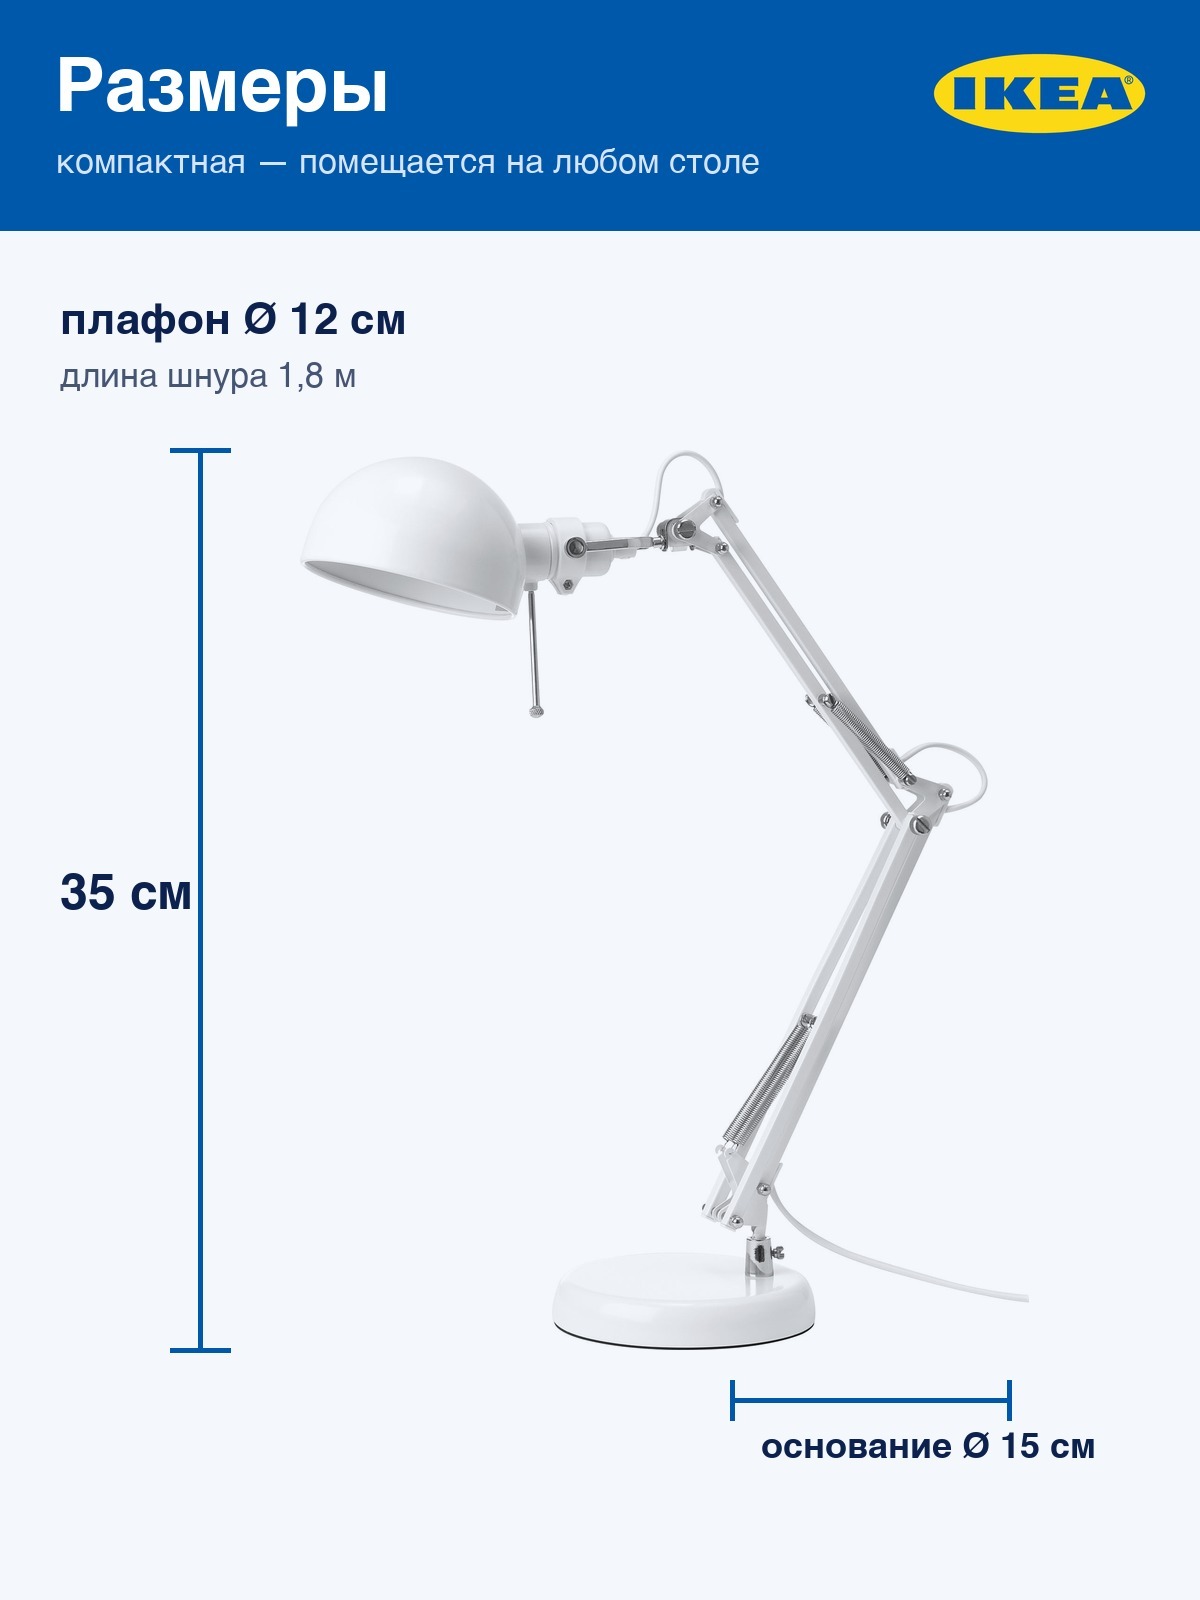 Размеры
IKEA®
компактная — помещается на любом столе
плафон Ø 12 см
длина шнура 1,8 м
35 см
основание Ø 15 см